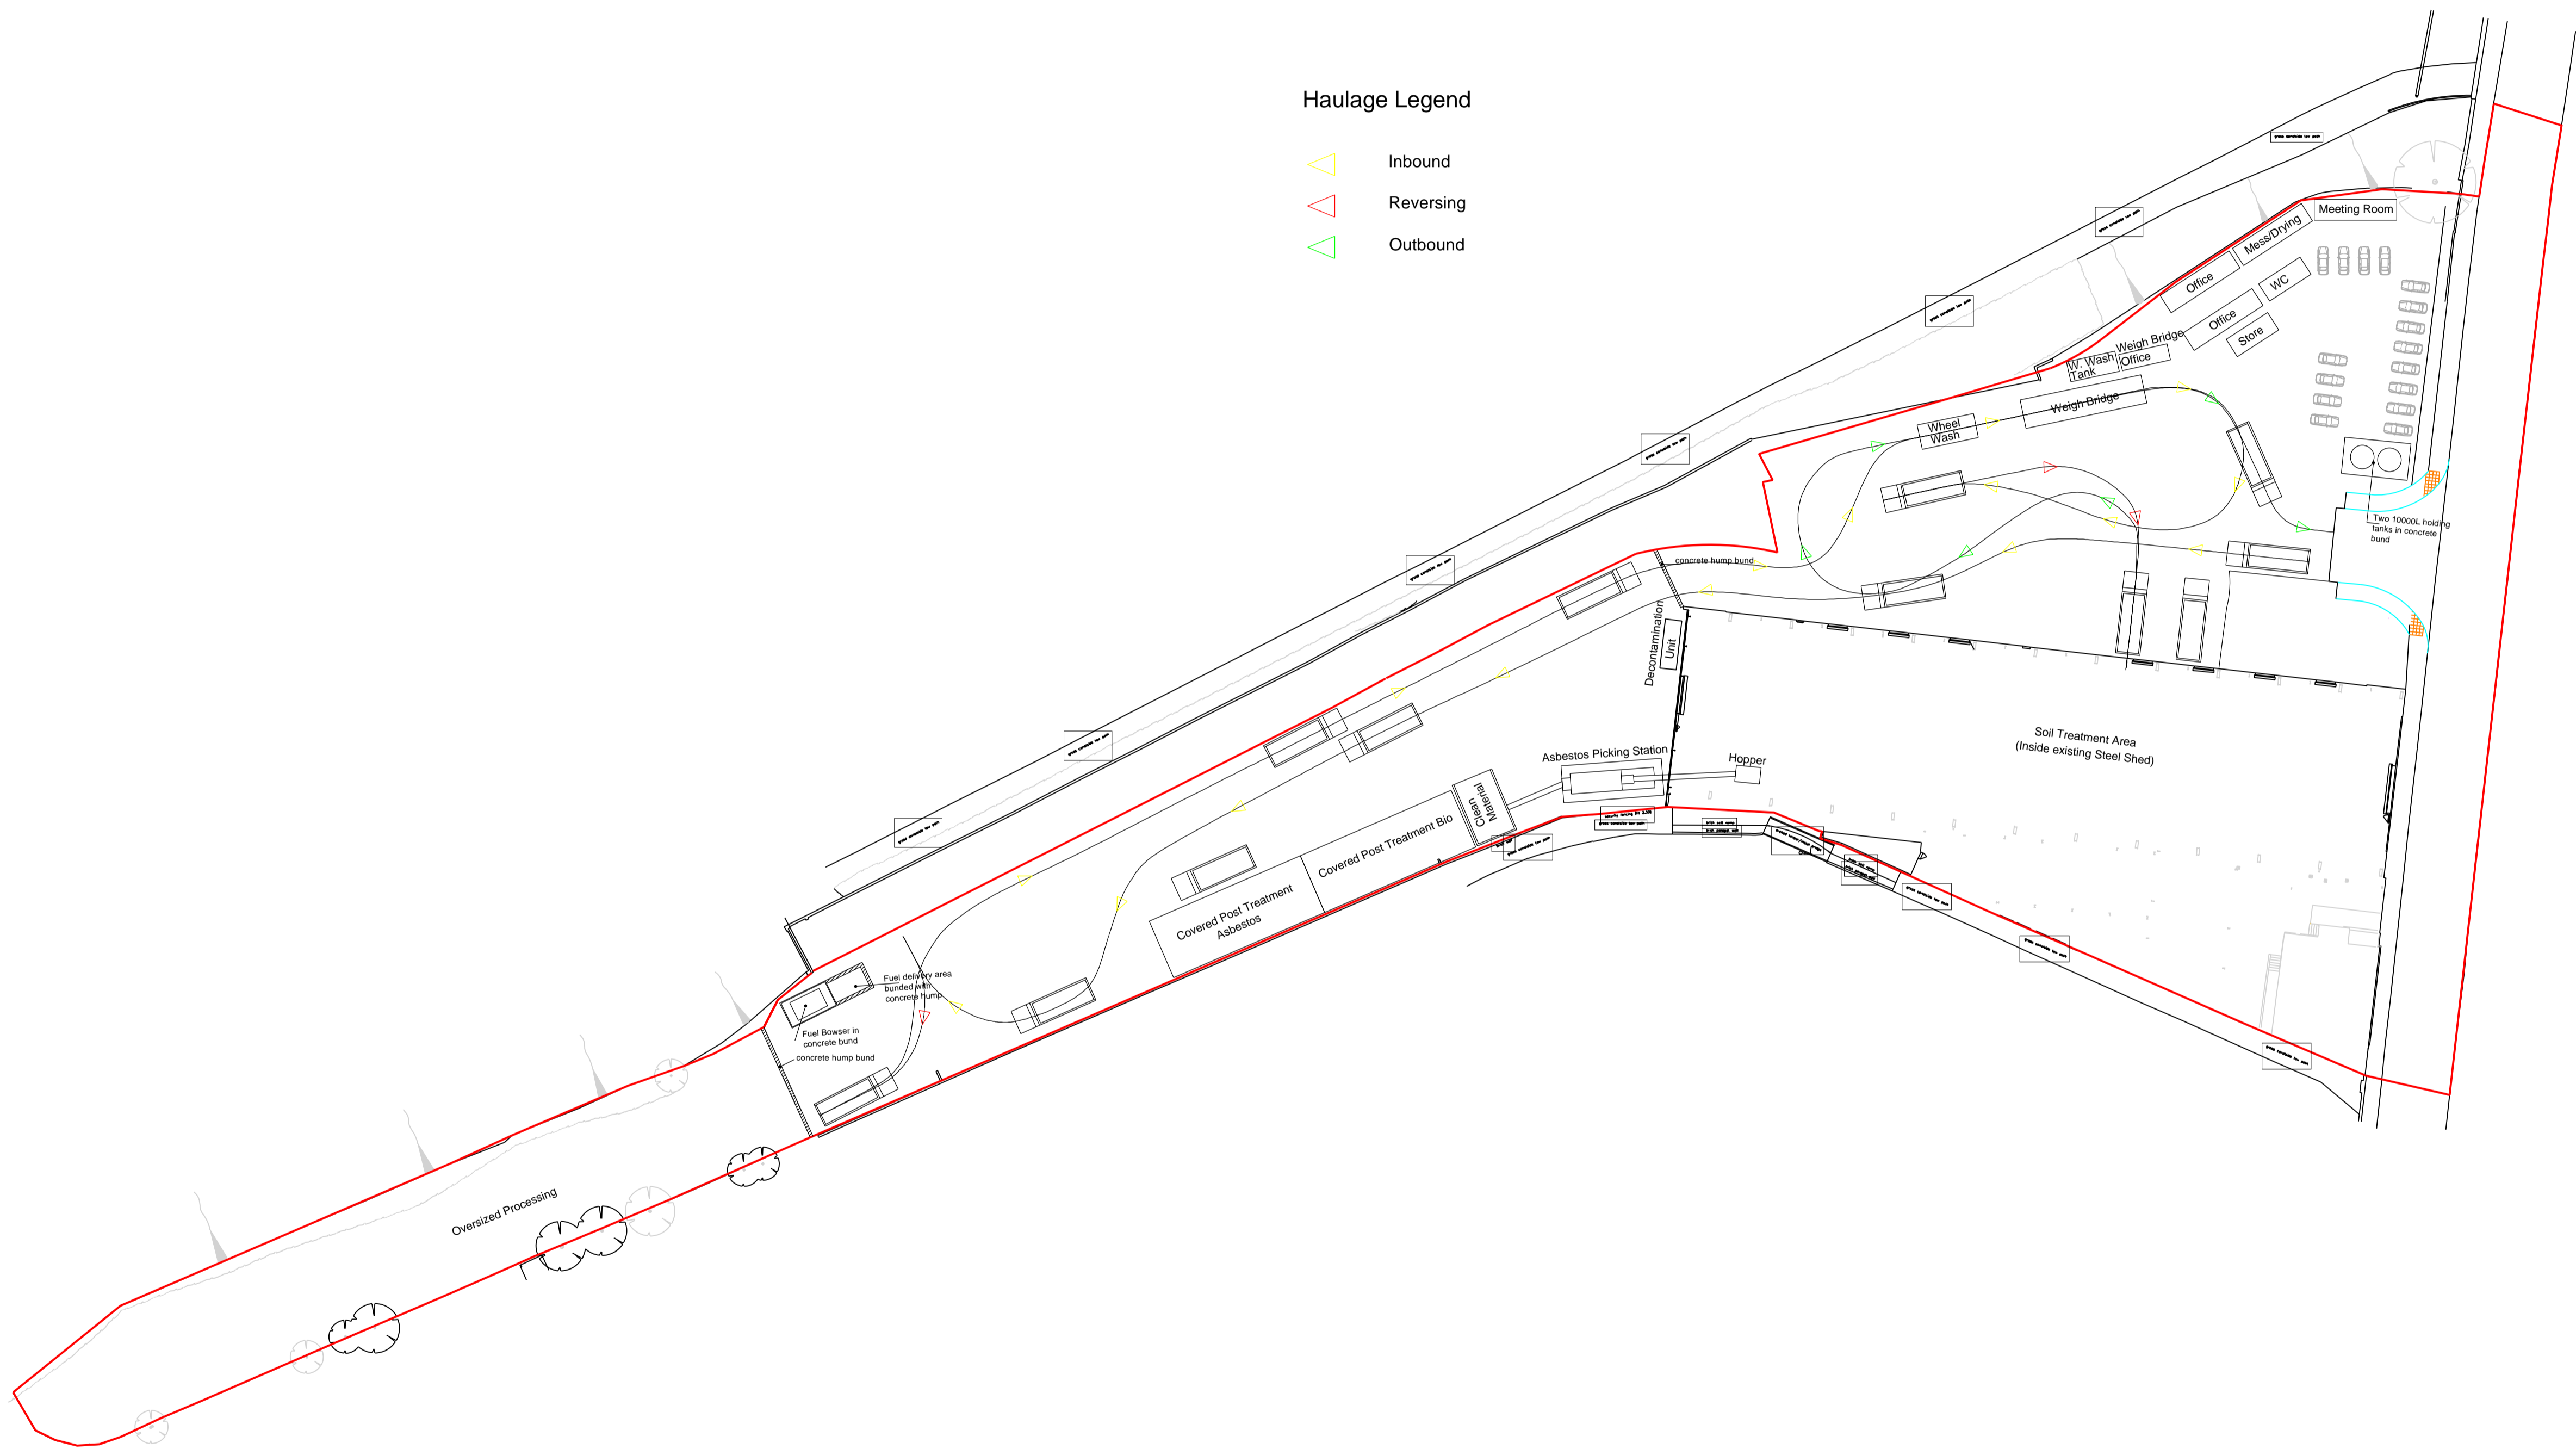 Haulage Legend
Inbound
Reversing
Outbound
Meeting Room
Mess/Drying
Office
WC
Office
Store
Weigh Bridge
Office
W. Wash
Tank
Weigh Bridge
Wheel
Wash
Two 10000L holding
tanks in concrete
bund
concrete hump bund
Decontamination
Unit
Soil Treatment Area
(Inside existing Steel Shed)
Asbestos Picking Station
Hopper
Clean
Material
Covered Post Treatment Bio
Covered Post Treatment
Asbestos
Fuel delivery area
bunded with
concrete hump
Fuel Bowser in
concrete bund
concrete hump bund
Oversized Processing